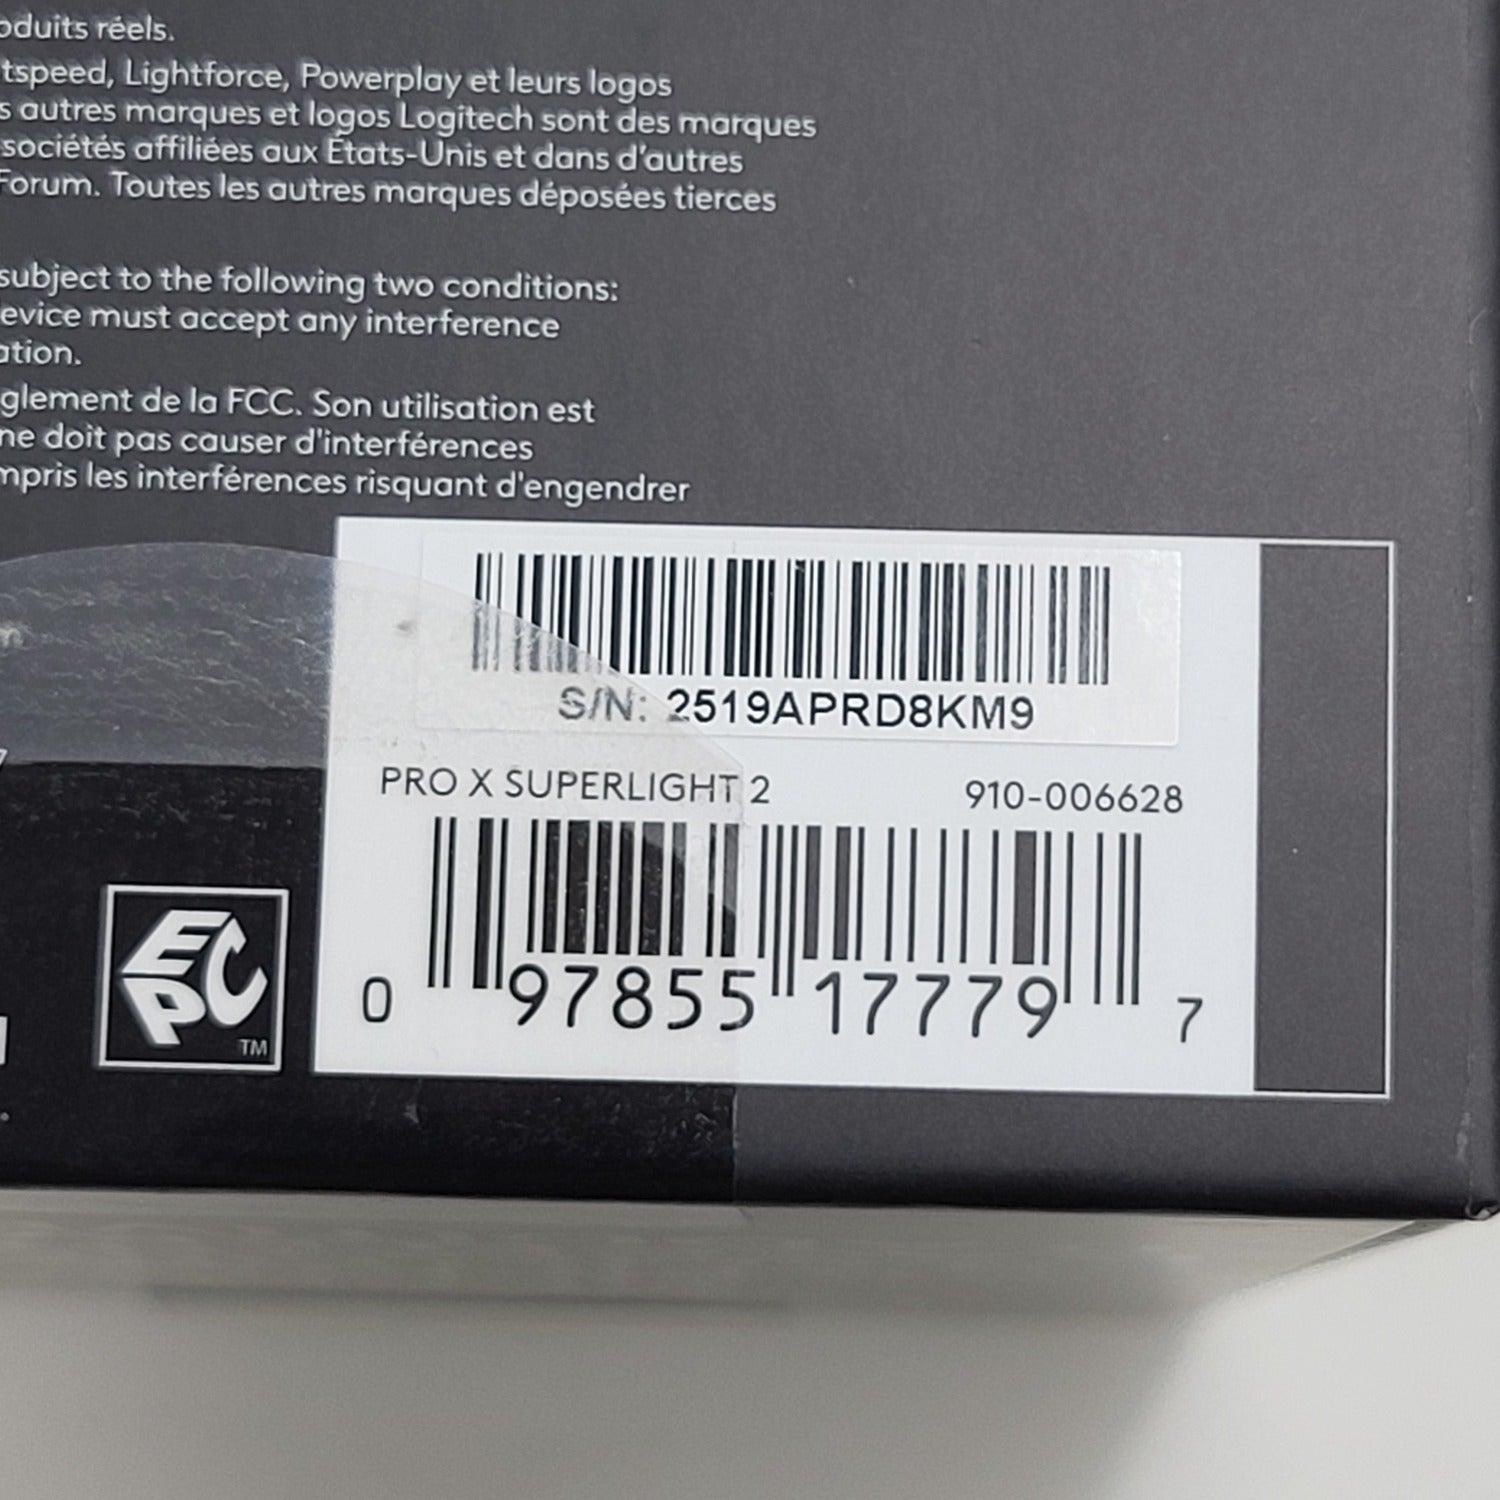 oduits réels.
tspeed, Lightforce, Powerplay et leurs logos
s autres marques et logos Logitech sont des marques
sociétés affiliées aux États-Unis et dans d'autres
Forum. Toutes les autres marques déposées tierces
subject to the following two conditions:
evice must accept any interference
ation.
glement de la FCC. Son utilisation est
ne doit pas causer d'interférences
mpris les interférences risquant d'engendrer
S/N: 2519APRD8KM9
PRO X SUPERLIGHT 2 910-006628
0 97855 17779 7
EPC
TM